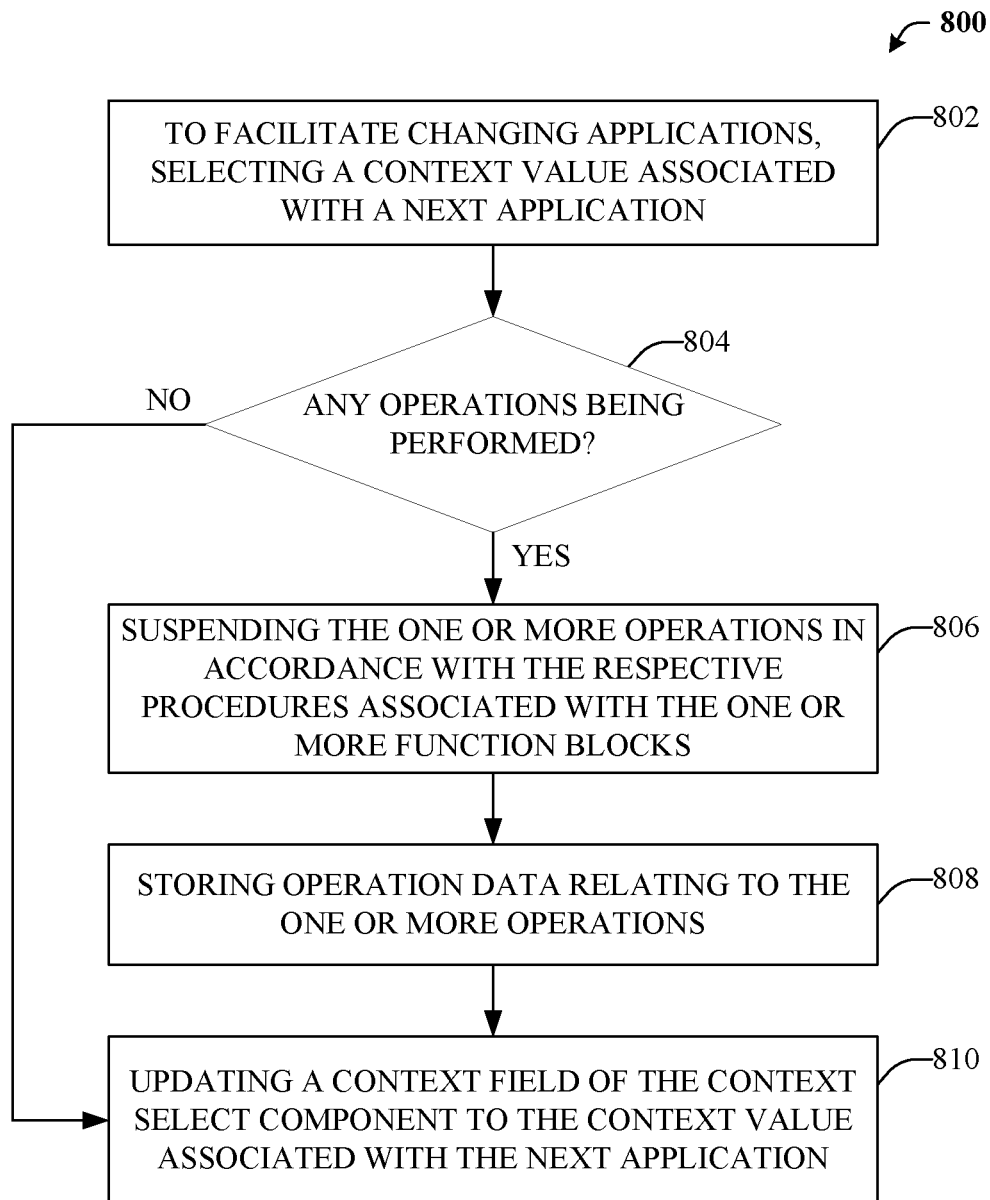 800
TO FACILITATE CHANGING APPLICATIONS,
SELECTING A CONTEXT VALUE ASSOCIATED
WITH A NEXT APPLICATION
802
804
ANY OPERATIONS BEING
PERFORMED?
NO
YES
SUSPENDING THE ONE OR MORE OPERATIONS IN
ACCORDANCE WITH THE RESPECTIVE
PROCEDURES ASSOCIATED WITH THE ONE OR
MORE FUNCTION BLOCKS
806
STORING OPERATION DATA RELATING TO THE
ONE OR MORE OPERATIONS
808
UPDATING A CONTEXT FIELD OF THE CONTEXT
SELECT COMPONENT TO THE CONTEXT VALUE
ASSOCIATED WITH THE NEXT APPLICATION
810